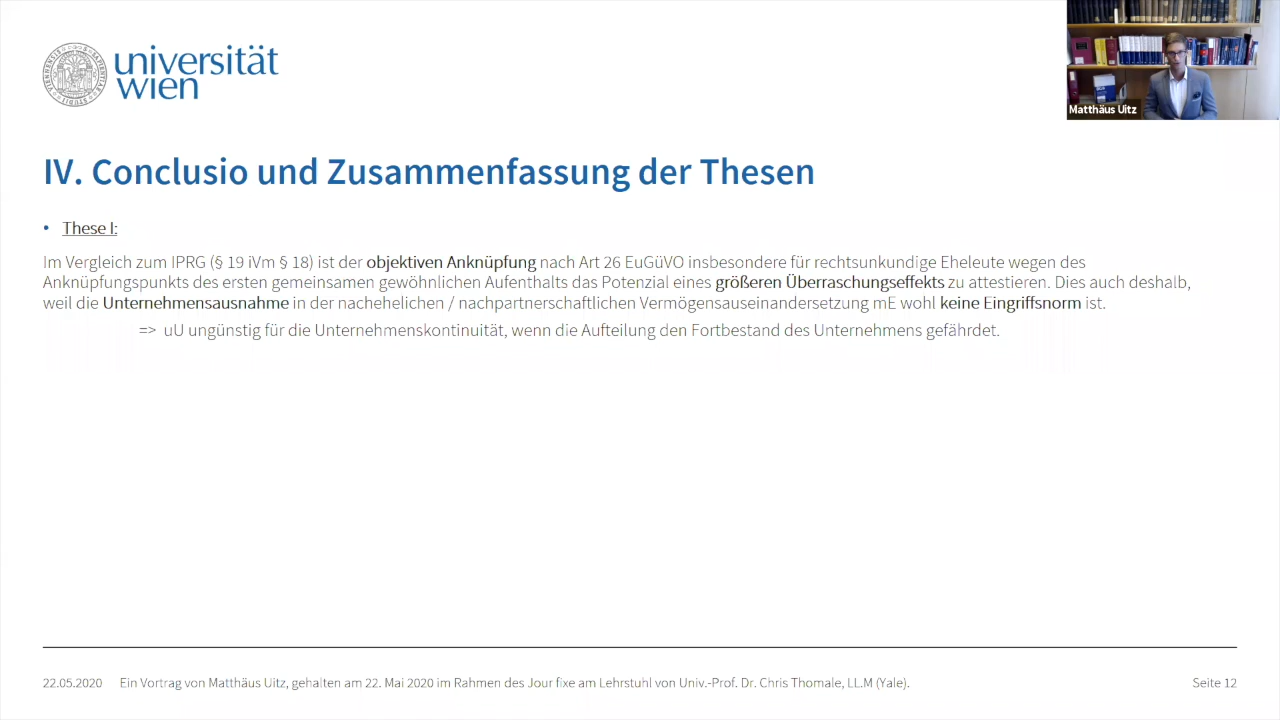 universität
wien
Matthäus Uitz
IV. Conclusio und Zusammenfassung der Thesen
• These I:
Im Vergleich zum IPRG (§ 19 iVm § 18) ist der objektiven Anknüpfung nach Art 26 EuGüVO insbesondere für rechtsunkundige Eheleute wegen des
Anknüpfungspunkts des ersten gemeinsamen gewöhnlichen Aufenthalts das Potenzial eines größeren Überraschungseffekts zu attestieren. Dies auch deshalb,
weil die Unternehmensausnahme in der nachehelichen / nachpartnerschaftlichen Vermögensauseinandersetzung mE wohl keine Eingriffsnorm ist.
=> uU ungünstig für die Unternehmenskontinuität, wenn die Aufteilung den Fortbestand des Unternehmens gefährdet.
22.05.2020 Ein Vortrag von Matthäus Uitz, gehalten am 22. Mai 2020 im Rahmen des Jour fixe am Lehrstuhl von Univ.-Prof. Dr. Chris Thomale, LL.M (Yale). Seite 12